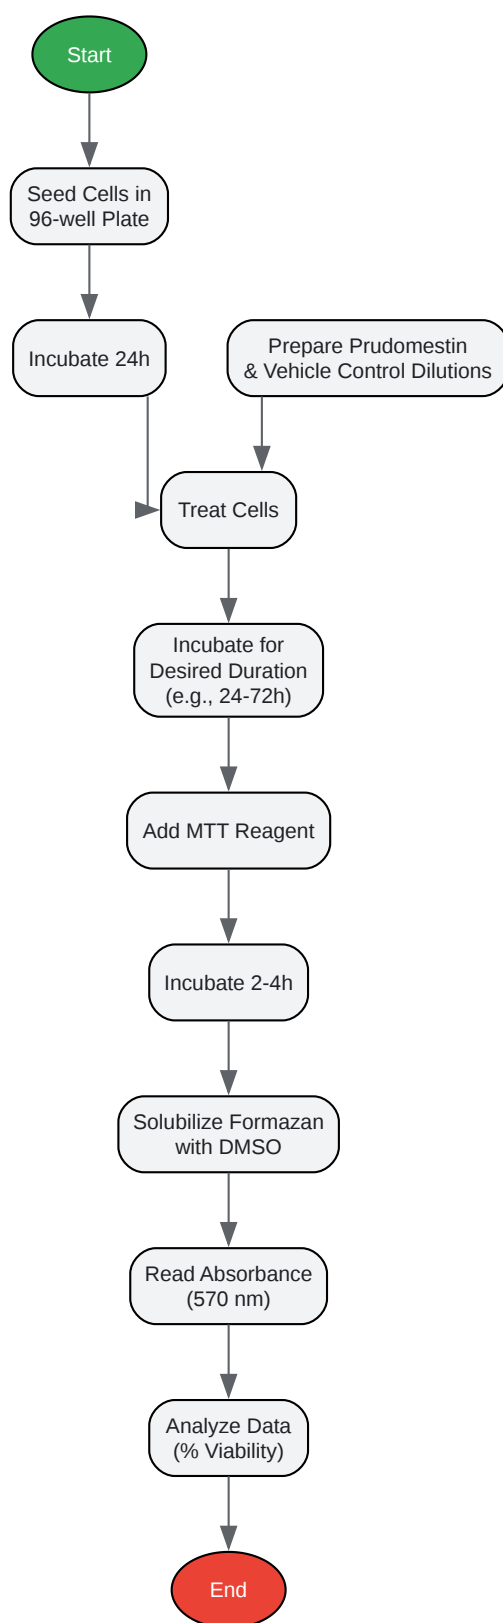 Start
Seed Cells in
96-well Plate
Incubate 24h
Prepare Prudomestin
& Vehicle Control Dilutions
Treat Cells
Incubate for
Desired Duration
(e.g., 24-72h)
Add MTT Reagent
Incubate 2-4h
Solubilize Formazan
with DMSO
Read Absorbance
(570 nm)
Analyze Data
(% Viability)
End